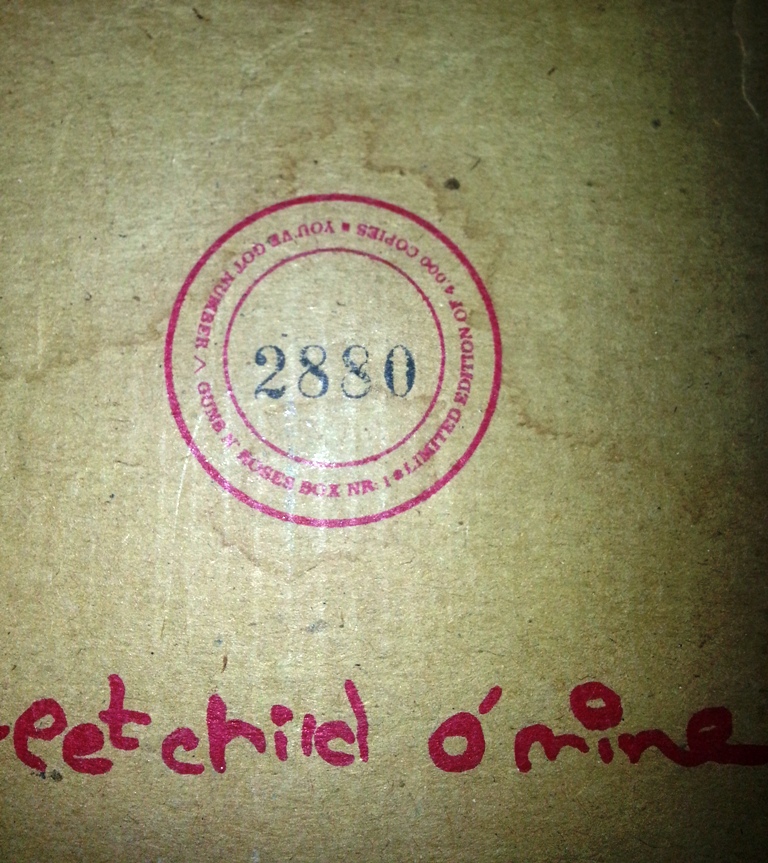 GUNS N' ROSES BOX NR. 1 • LIMITED EDITION OF 4.000 COPIES ■ YOU'VE GOT NUMBER >
2880
eet child o'mine